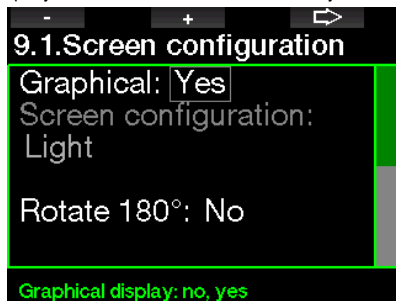 - +
9.1.Screen configuration
Graphical: Yes
Screen configuration:
Light
Rotate 180°: No
Graphical display: no, yes